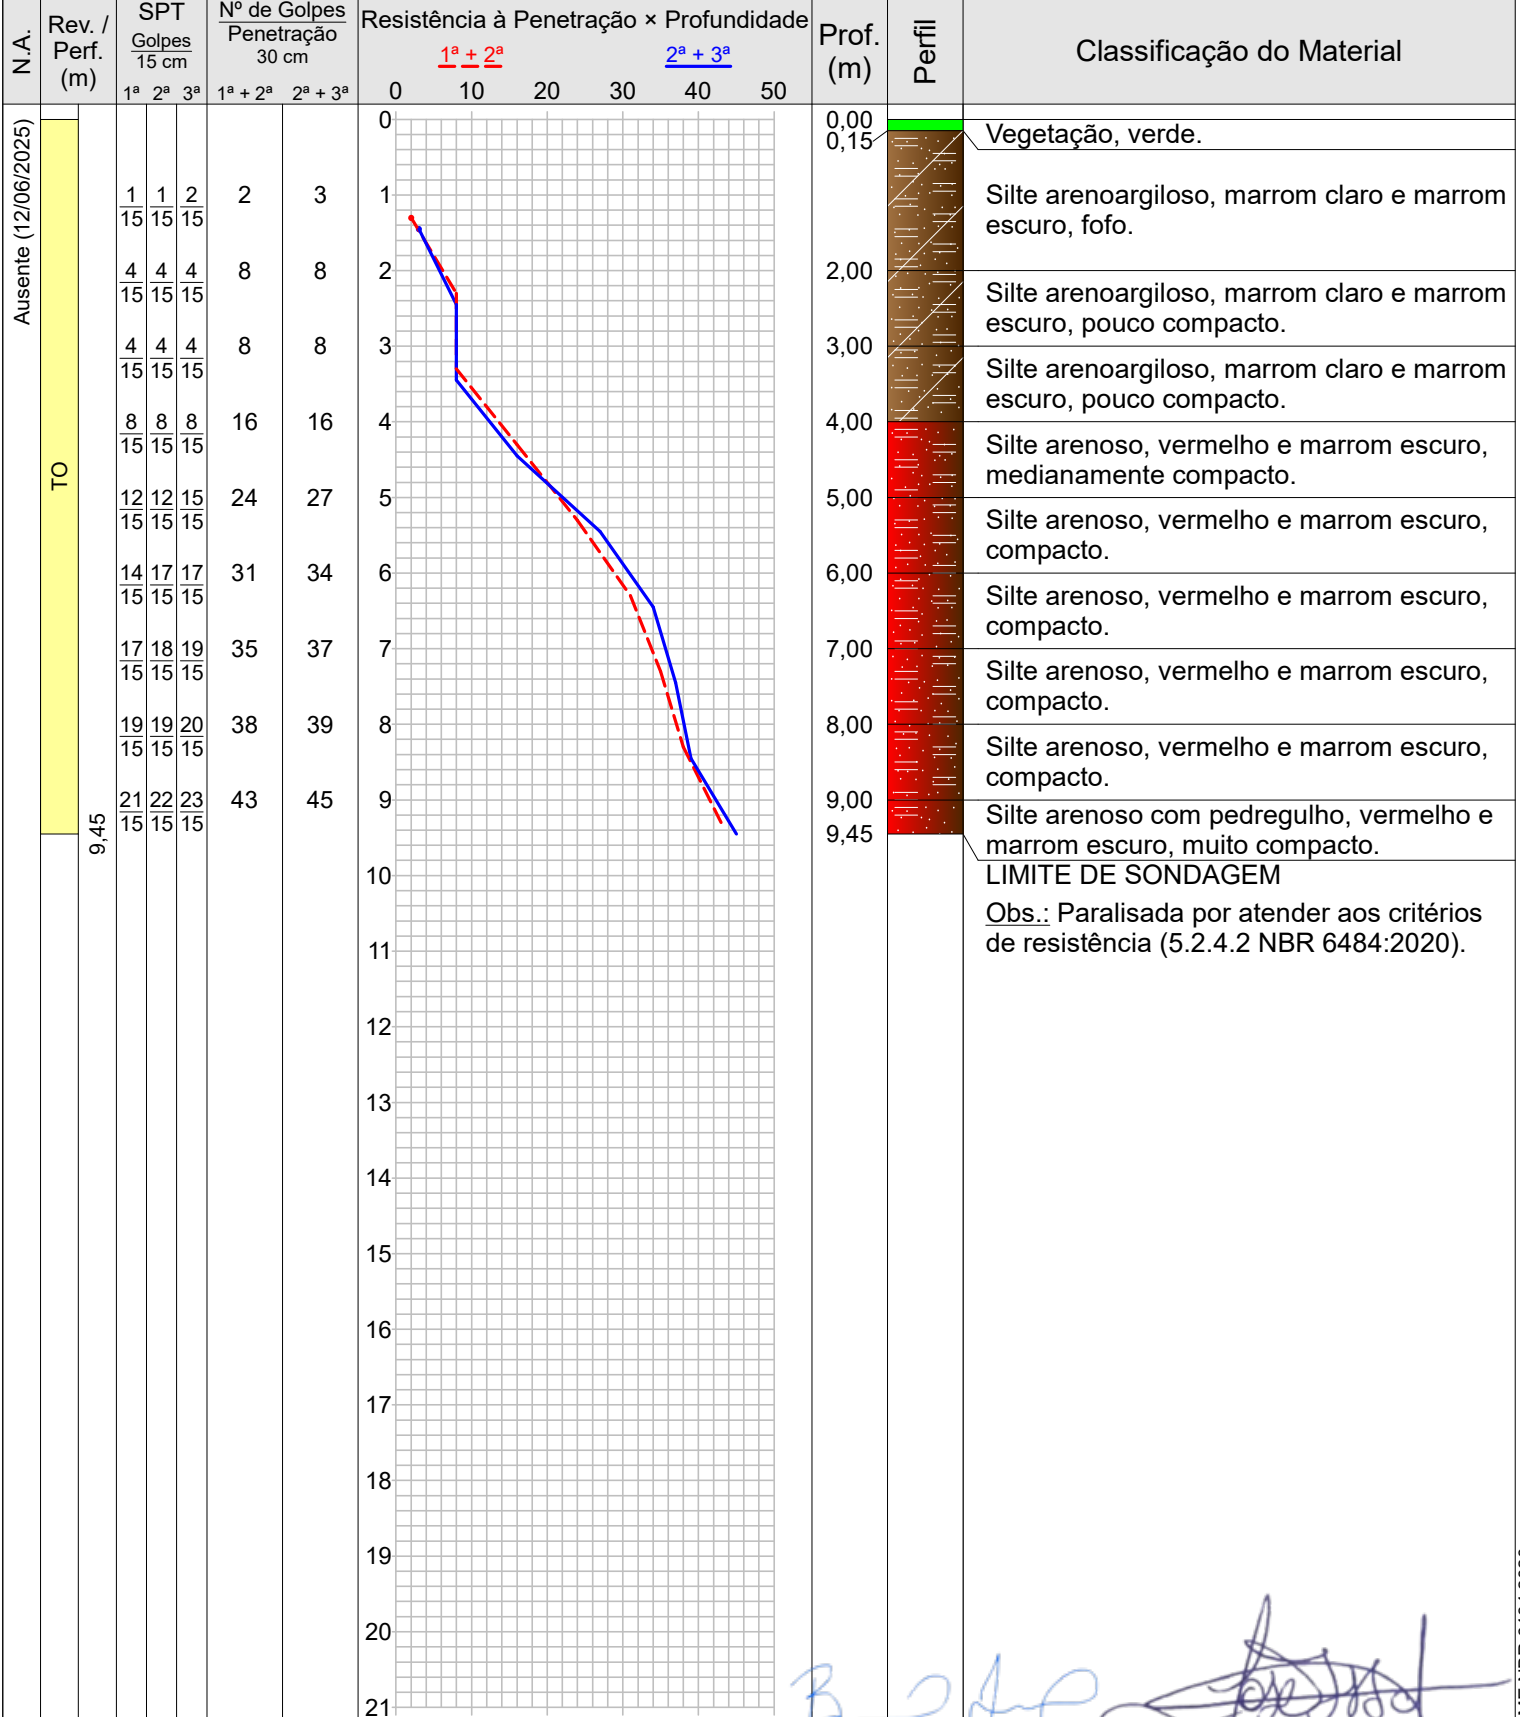 N.A.
Rev. /
Perf.
(m)
SPT
Golpes
15 cm
1ª 2ª 3ª
Nº de Golpes
Penetração
30 cm
1ª + 2ª 2ª + 3ª
Resistência à Penetração × Profundidade
1ª + 2ª 2ª + 3ª
0 10 20 30 40 50
Prof.
(m)
Perfil
Classificação do Material
Ausente (12/06/2025)
TO
9,45
0 0,00
0,15 Vegetação, verde.
1 1 2 2 3 1
15 15 15
Silte arenoargiloso, marrom claro e marrom
escuro, fofo.
4 4 4 8 8 2 2,00
15 15 15
Silte arenoargiloso, marrom claro e marrom
escuro, pouco compacto.
4 4 4 8 8 3 3,00
15 15 15
Silte arenoargiloso, marrom claro e marrom
escuro, pouco compacto.
8 8 8 16 16 4 4,00
15 15 15
Silte arenoso, vermelho e marrom escuro,
medianamente compacto.
12 12 15 24 27 5 5,00
15 15 15
Silte arenoso, vermelho e marrom escuro,
compacto.
14 17 17 31 34 6 6,00
15 15 15
Silte arenoso, vermelho e marrom escuro,
compacto.
17 18 19 35 37 7 7,00
15 15 15
Silte arenoso, vermelho e marrom escuro,
compacto.
19 19 20 38 39 8 8,00
15 15 15
Silte arenoso, vermelho e marrom escuro,
compacto.
21 22 23 43 45 9 9,00
15 15 15
Silte arenoso com pedregulho, vermelho e
9,45 marrom escuro, muito compacto.
10 LIMITE DE SONDAGEM
Obs.: Paralisada por atender aos critérios
11 de resistência (5.2.4.2 NBR 6484:2020).
12
13
14
15
16
17
18
19
20
21